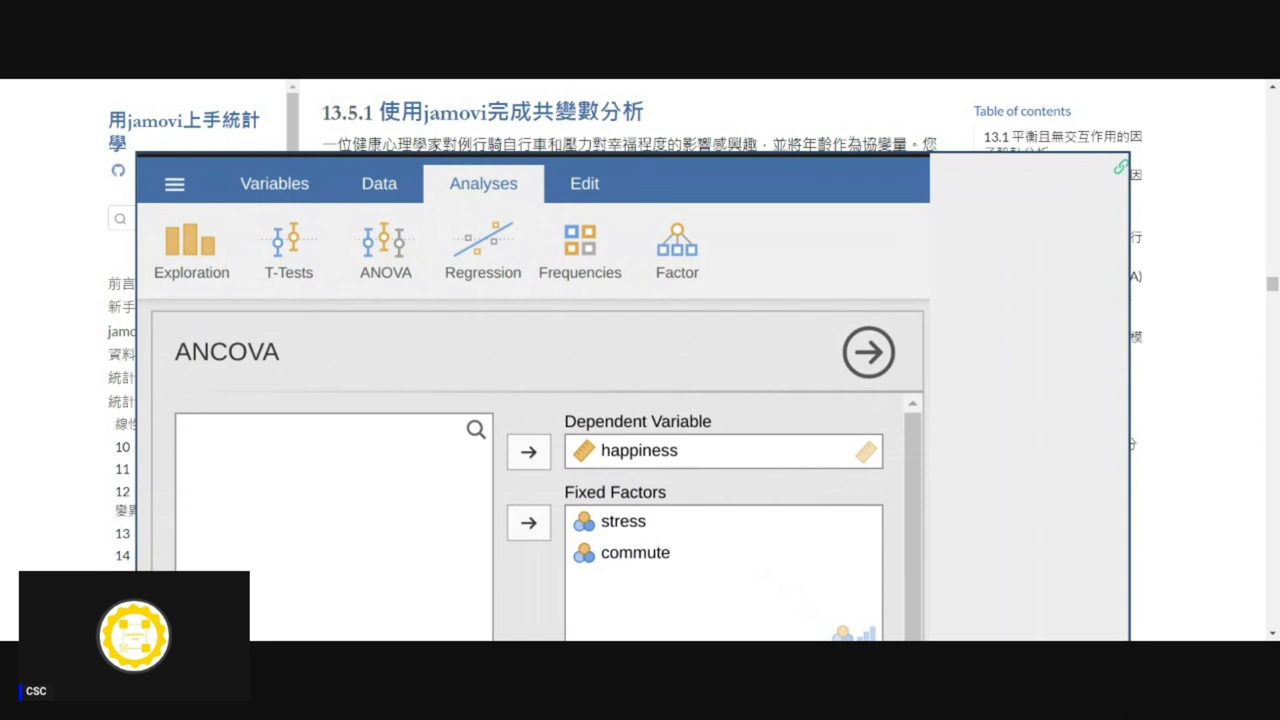 用jamovi上手統計
學
13.5.1 使用jamovi完成共變數分析
一位健康心理學家對例行騎自行車和壓力對幸福程度的影響感興趣，並將年齡作為協變量。您
Table of contents
13.1 平衡且無交互作用的因
因
行
A)
模
前言
新手
jamo
資料
統計
統計
線性
10
11
12
變異
13
14
Variables
Data
Analyses
Edit
Exploration
T-Tests
ANOVA
Regression
Frequencies
Factor
ANCOVA
Dependent Variable
happiness
Fixed Factors
stress
commute
CSC